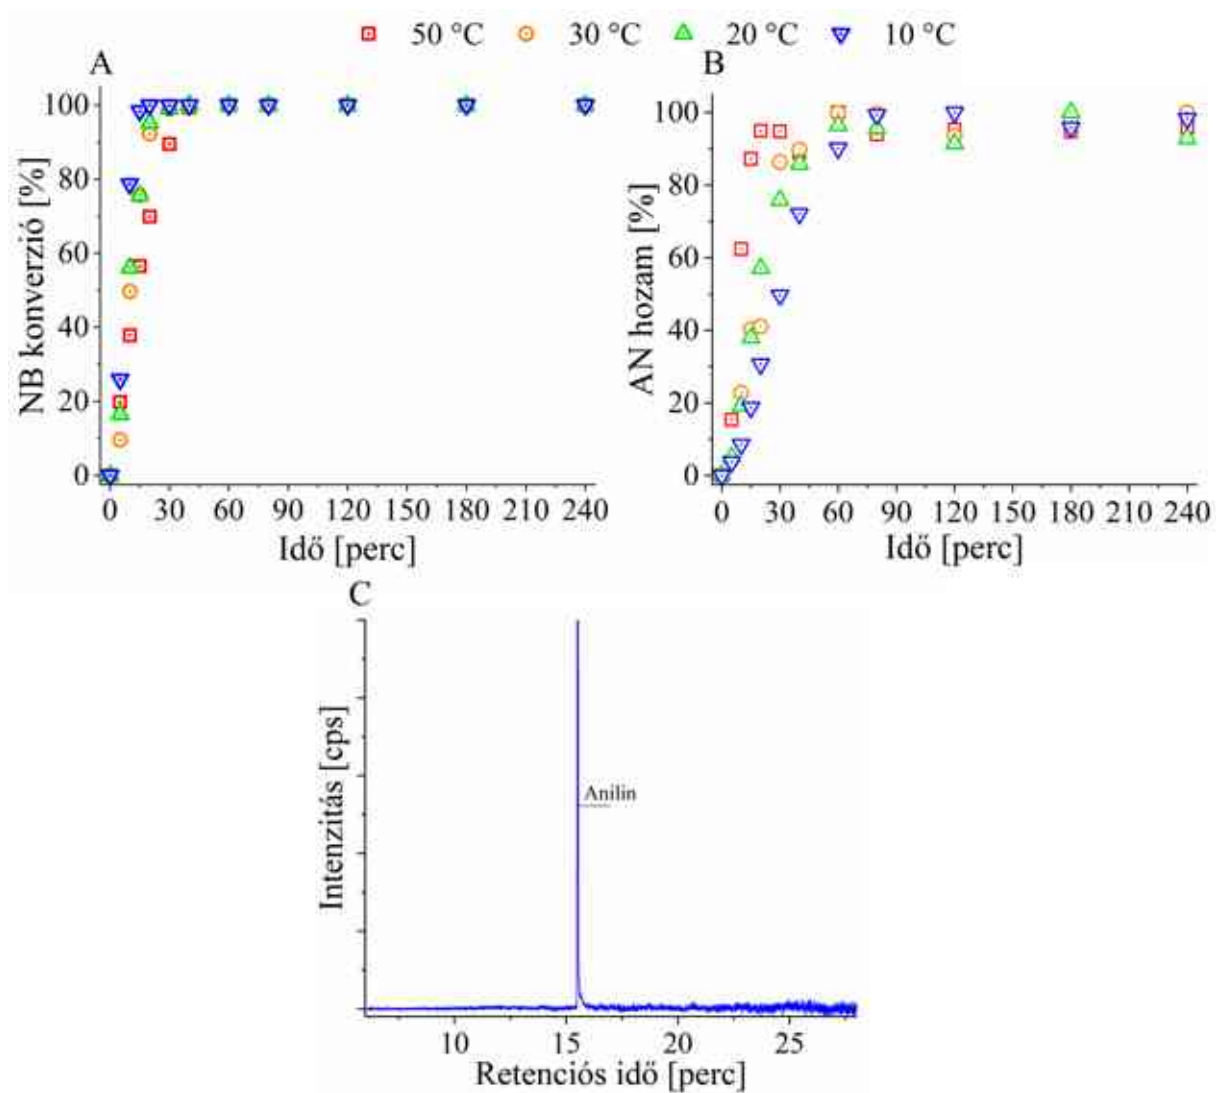 50 °C 30 °C 20 °C 10 °C
A
100
80
60
40
20
0
NB konverzió [%]
0 30 60 90 120 150 180 210 240
Idő [perc]
B
100
80
60
40
20
0
AN hozam [%]
0 30 60 90 120 150 180 210 240
Idő [perc]
C
Intenzitás [cps]
Anilin
10 15 20 25
Retenciós idő [perc]